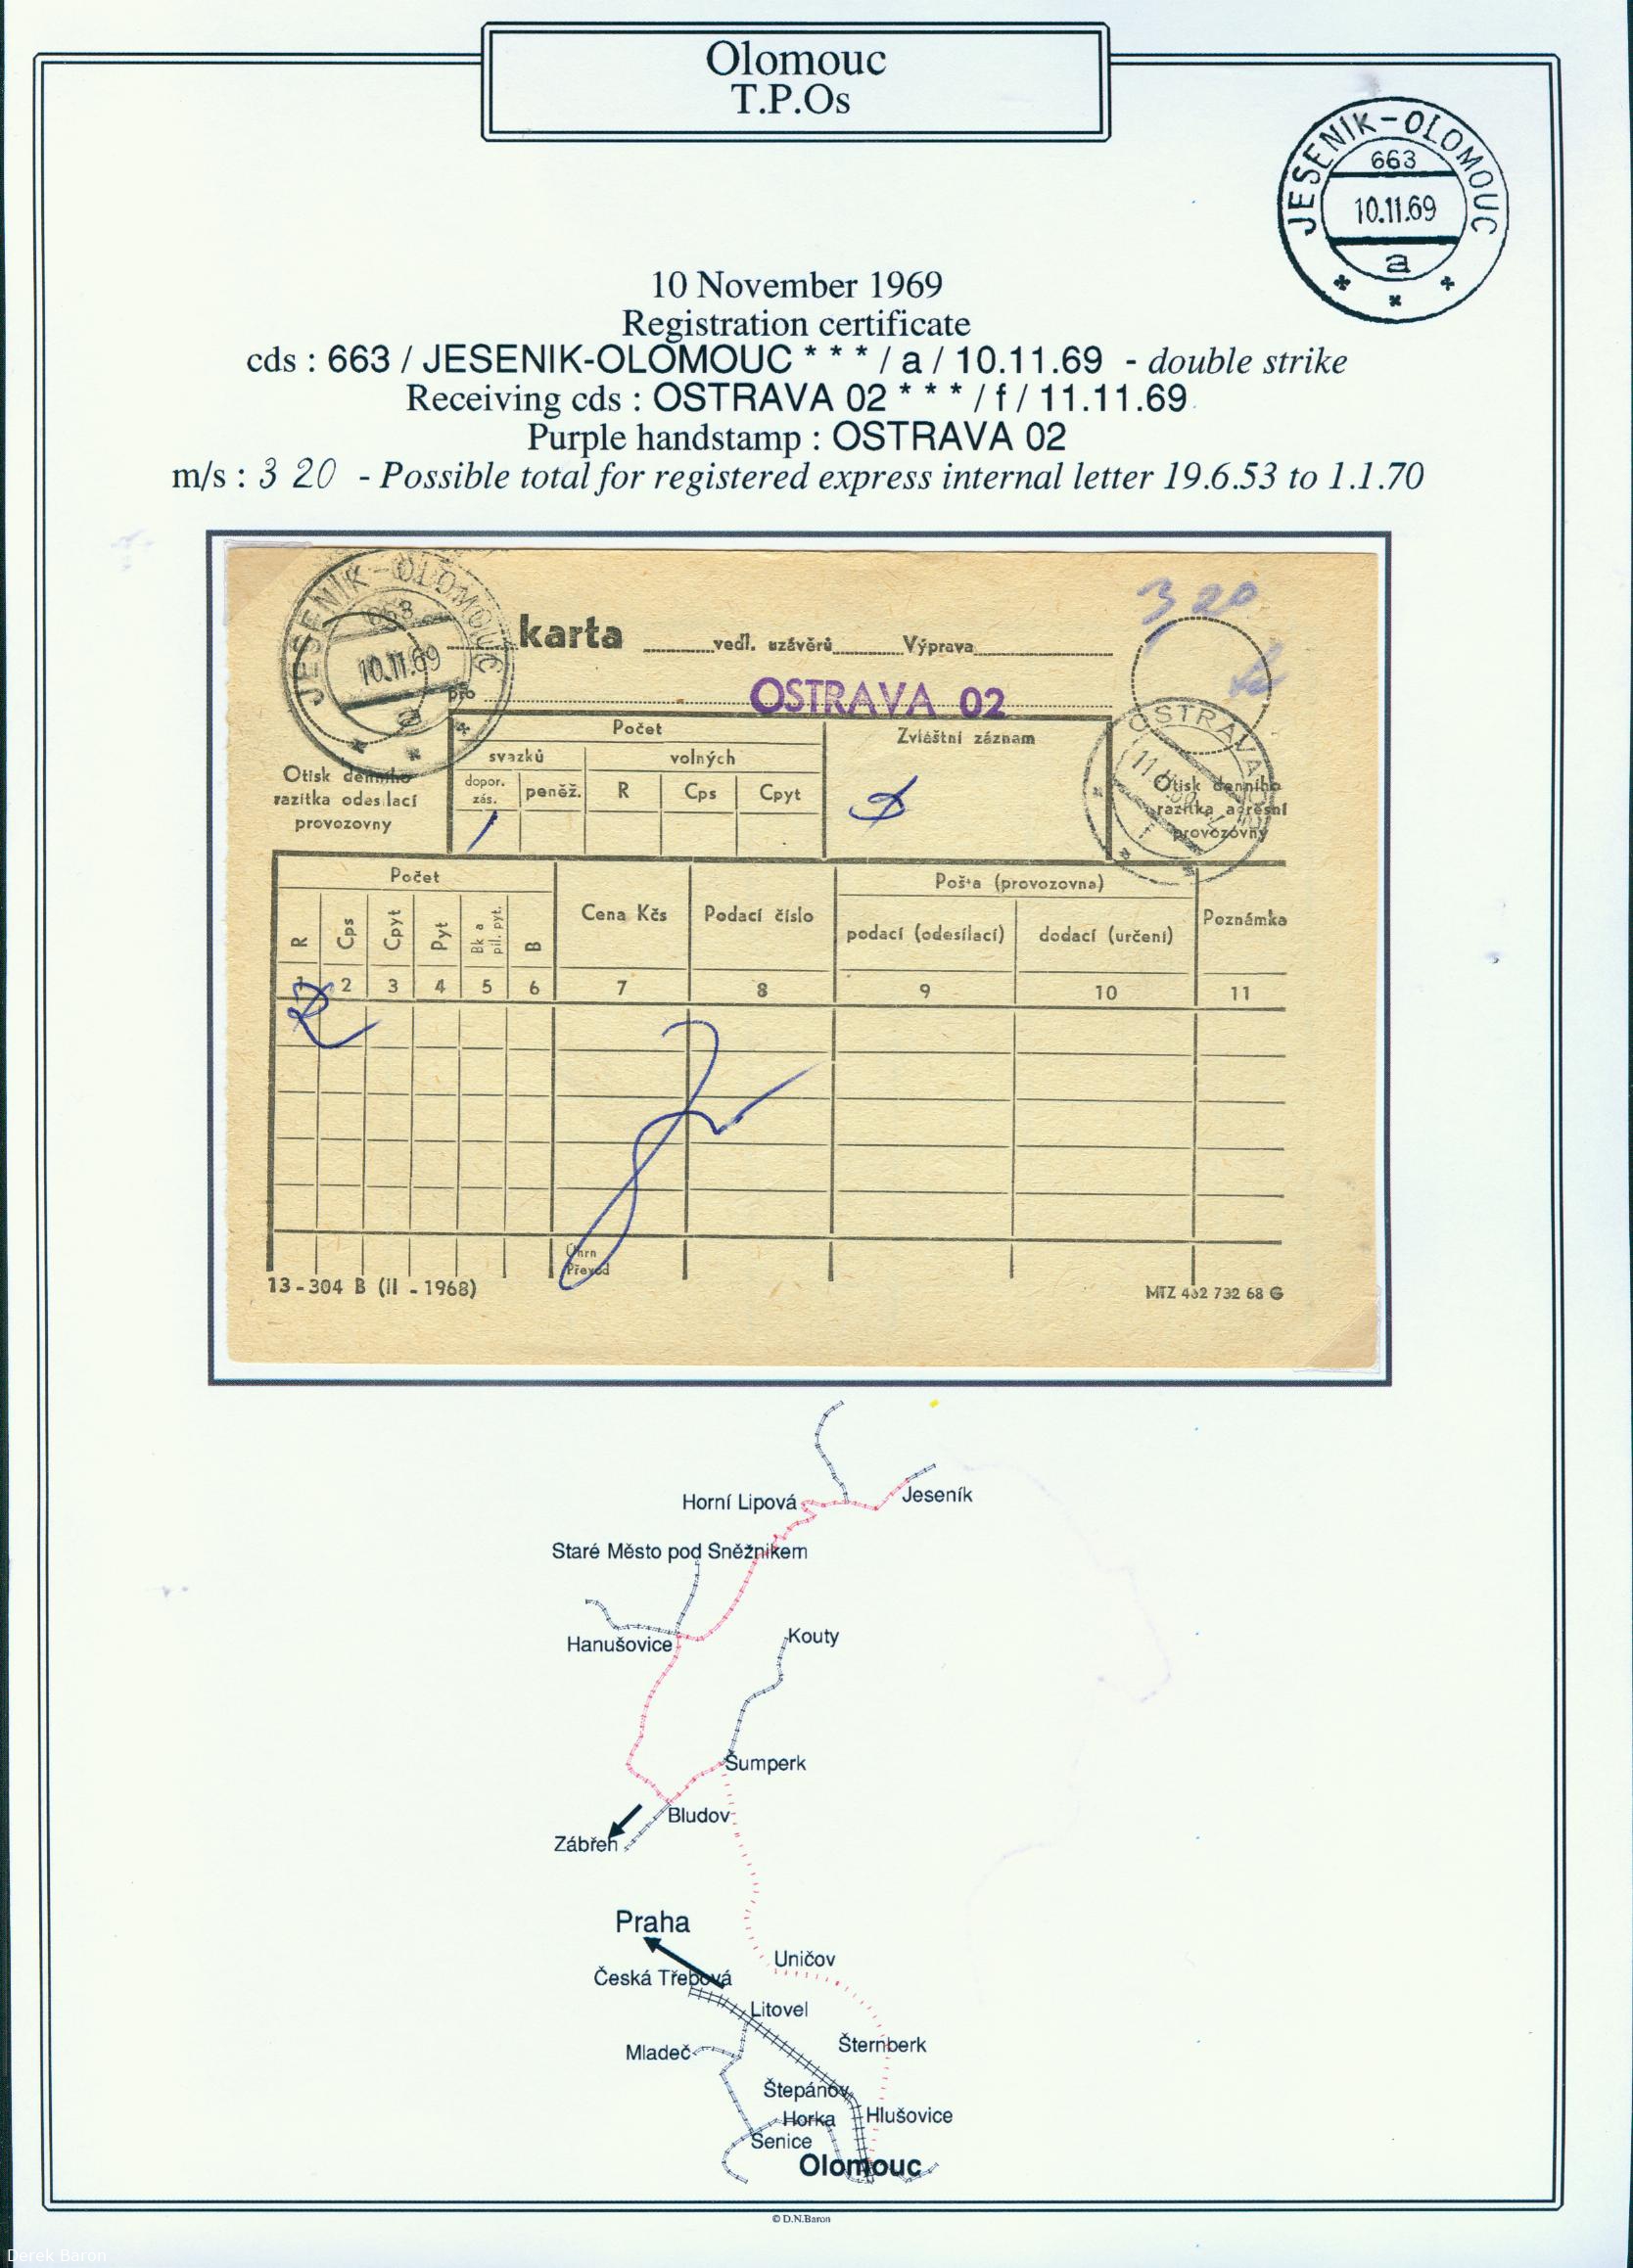 Olomouc
T.P.Os
JESENIK-OLOMOUC
663
10.11.69
a
10 November 1969
Registration certificate
cds : 663 / JESENIK-OLOMOUC * * * / a / 10.11.69 - double strike
Receiving cds : OSTRAVA 02 * * * / f / 11.11.69
Purple handstamp : OSTRAVA 02
m/s : 3 20 - Possible total for registered express internal letter 19.6.53 to 1.1.70
JESENÍK-OLOMOUC
663
10.11.69
a
3 20
karta vedl. uzávěrů Výprava
pro OSTRAVA 02
Počet
Zvláštní záznam
svazků volných
dopor. zás. peněž. R Cps Cpyt
Otisk denního
razítka odesílací
provozovny
OSTRAVA
11
f
Otisk denního
razítka adresní
provozovny
Počet
Pošta (provozovna)
R Cps Cpyt Pyt Bk a pil. pyt. B Cena Kčs Podací číslo podací (odesílací) dodací (určení) Poznámka
1 2 3 4 5 6 7 8 9 10 11
R
Úhrn
Převod
13-304 B (II - 1968)
MTZ 432 732 68 G
Jeseník
Horní Lipová
Staré Město pod Sněžnikem
Kouty
Hanušovice
Šumperk
Bludov
Zábřeh
Praha
Uničov
Česká Třebová
Litovel
Šternberk
Mladeč
Štepánov
Horka
Hlušovice
Senice
Olomouc
© D.N.Baron
Derek Baron